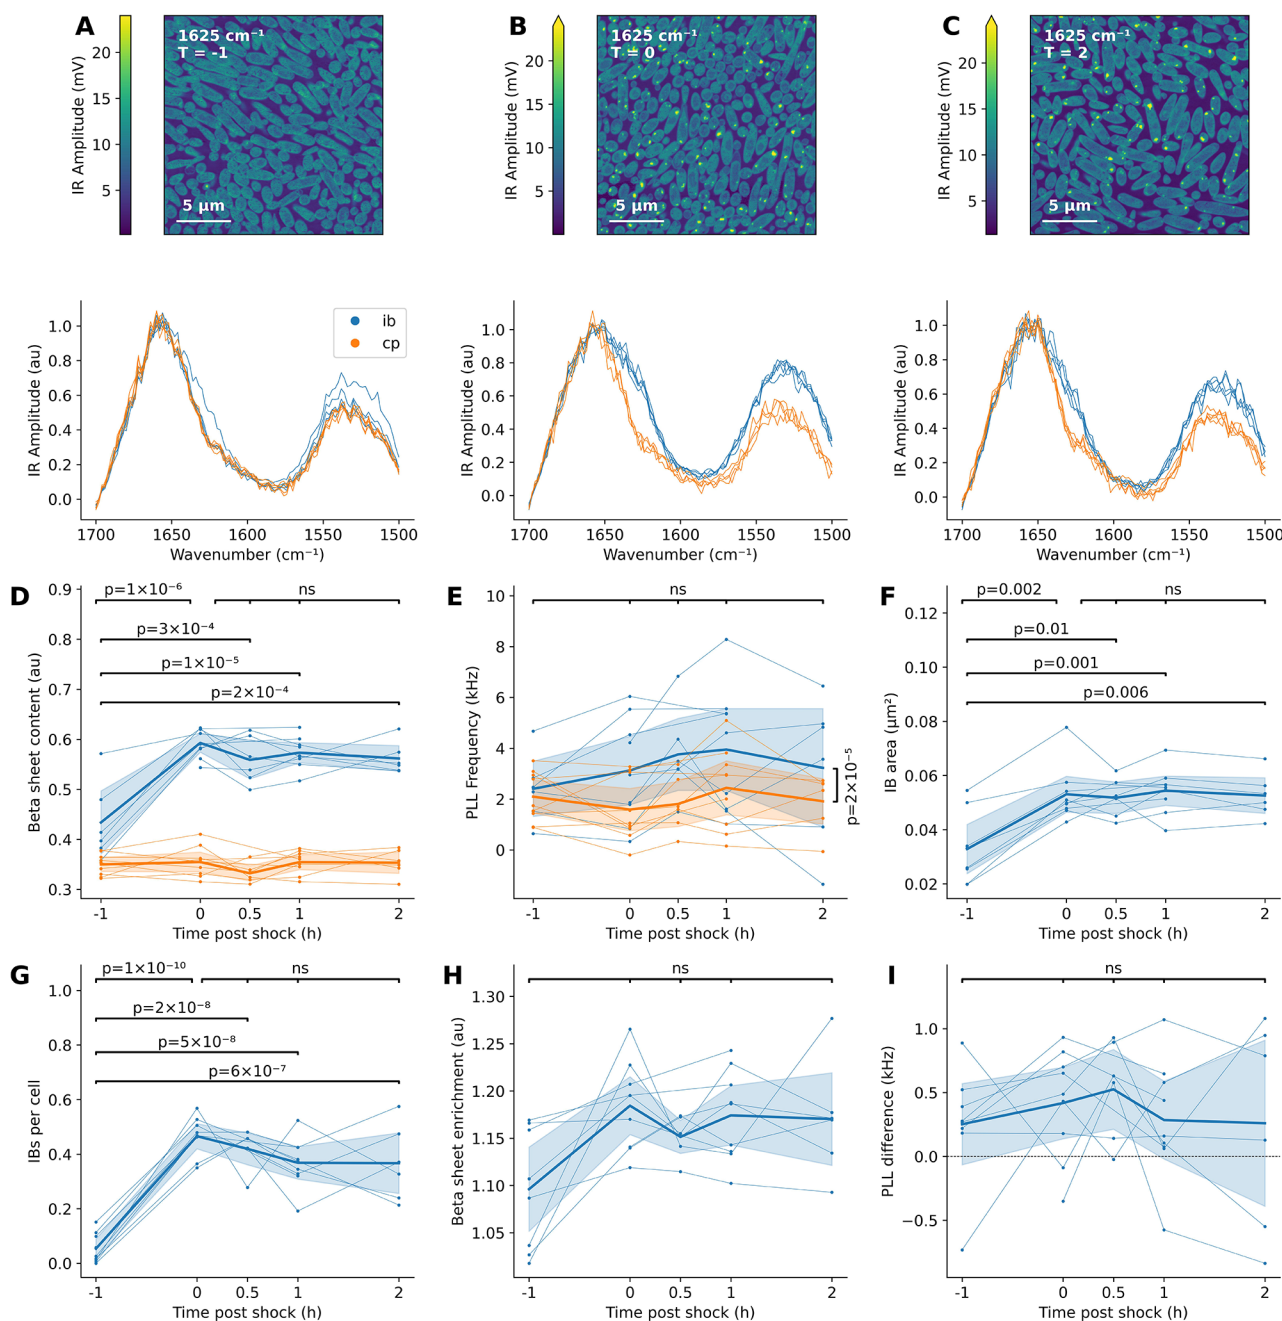 A
1625 cm⁻¹
T = -1
5 µm
IR Amplitude (mV)
20
15
10
5
B
1625 cm⁻¹
T = 0
5 µm
IR Amplitude (mV)
20
15
10
5
C
1625 cm⁻¹
T = 2
5 µm
IR Amplitude (mV)
20
15
10
5
IR Amplitude (au)
1.0
0.8
0.6
0.4
0.2
0.0
ib
cp
1700 1650 1600 1550 1500
Wavenumber (cm⁻¹)
IR Amplitude (au)
1.0
0.8
0.6
0.4
0.2
0.0
1700 1650 1600 1550 1500
Wavenumber (cm⁻¹)
IR Amplitude (au)
1.0
0.8
0.6
0.4
0.2
0.0
1700 1650 1600 1550 1500
Wavenumber (cm⁻¹)
D
Beta sheet content (au)
0.9
0.8
0.7
0.6
0.5
0.4
0.3
p=1×10⁻⁶
ns
p=3×10⁻⁴
p=1×10⁻⁵
p=2×10⁻⁴
-1 0 0.5 1 2
Time post shock (h)
E
PLL Frequency (kHz)
10
8
6
4
2
0
ns
p=2×10⁻⁵
-1 0 0.5 1 2
Time post shock (h)
F
IB area (µm²)
0.12
0.10
0.08
0.06
0.04
0.02
p=0.002
ns
p=0.01
p=0.001
p=0.006
-1 0 0.5 1 2
Time post shock (h)
G
IBs per cell
1.0
0.8
0.6
0.4
0.2
0.0
p=1×10⁻¹⁰
ns
p=2×10⁻⁸
p=5×10⁻⁸
p=6×10⁻⁷
-1 0 0.5 1 2
Time post shock (h)
H
Beta sheet enrichment (au)
1.30
1.25
1.20
1.15
1.10
1.05
ns
-1 0 0.5 1 2
Time post shock (h)
I
PLL difference (kHz)
1.0
0.5
0.0
−0.5
ns
-1 0 0.5 1 2
Time post shock (h)